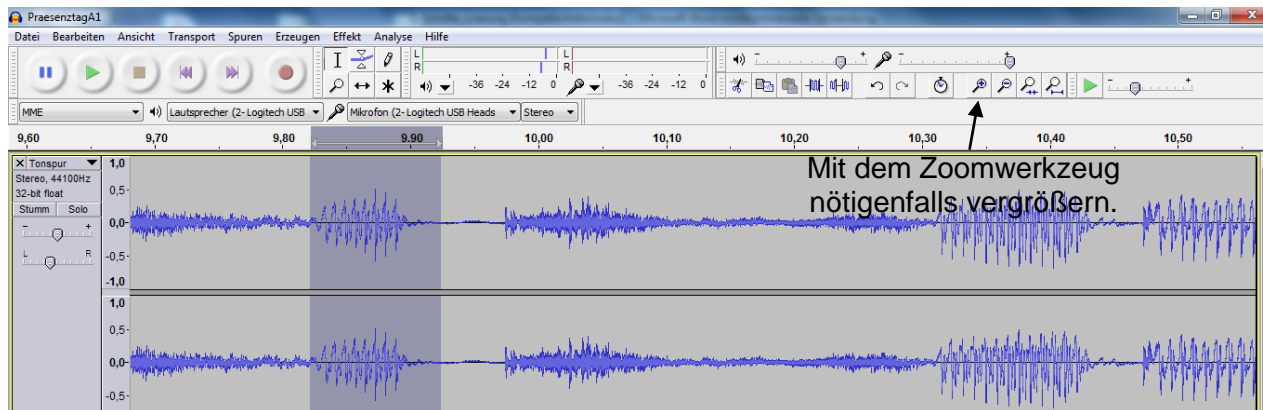 PraesenztagA1
Datei Bearbeiten Ansicht Transport Spuren Erzeugen Effekt Analyse Hilfe
L
R
-36 -24 -12 0
L
R
-36 -24 -12 0
MME
Lautsprecher (2- Logitech USB
Mikrofon (2- Logitech USB Heads
Stereo
9,60 9,70 9,80 9,90 10,00 10,10 10,20 10,30 10,40 10,50
Mit dem Zoomwerkzeug
nötigenfalls vergrößern.
Tonspur
Stereo, 44100Hz
32-bit float
Stumm Solo
- +
L R
1,0
0,5-
0,0-
-0,5-
-1,0
1,0
0,5-
0,0-
-0,5-